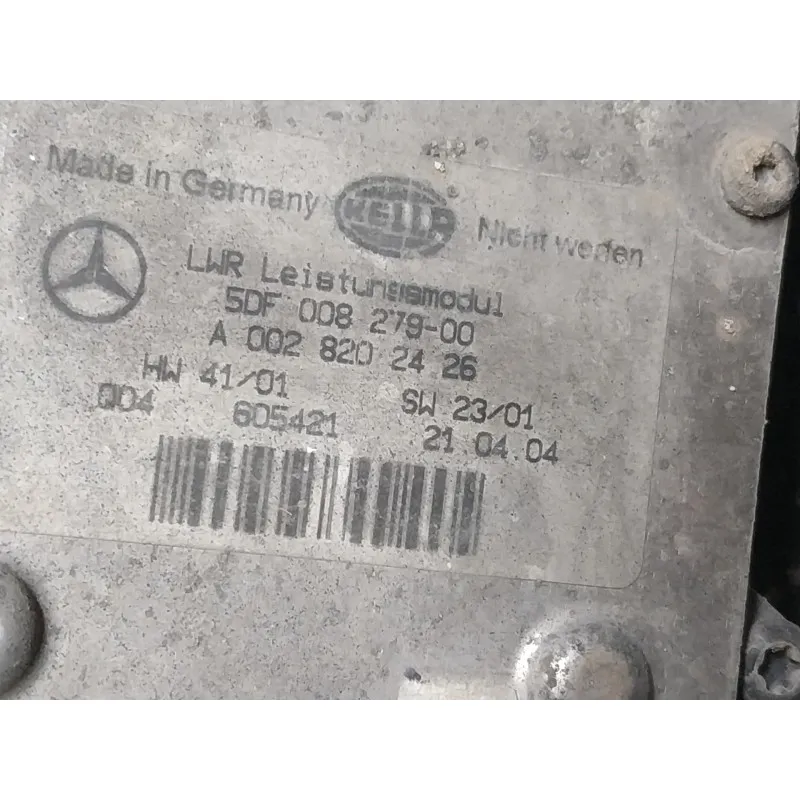 Made in Germany HELLA ® Nicht werfen
LWR Leistungsmodul
5DF 008 279-00
A 002 820 24 26
HW 41/01 SW 23/01
004 605421 21.04.04